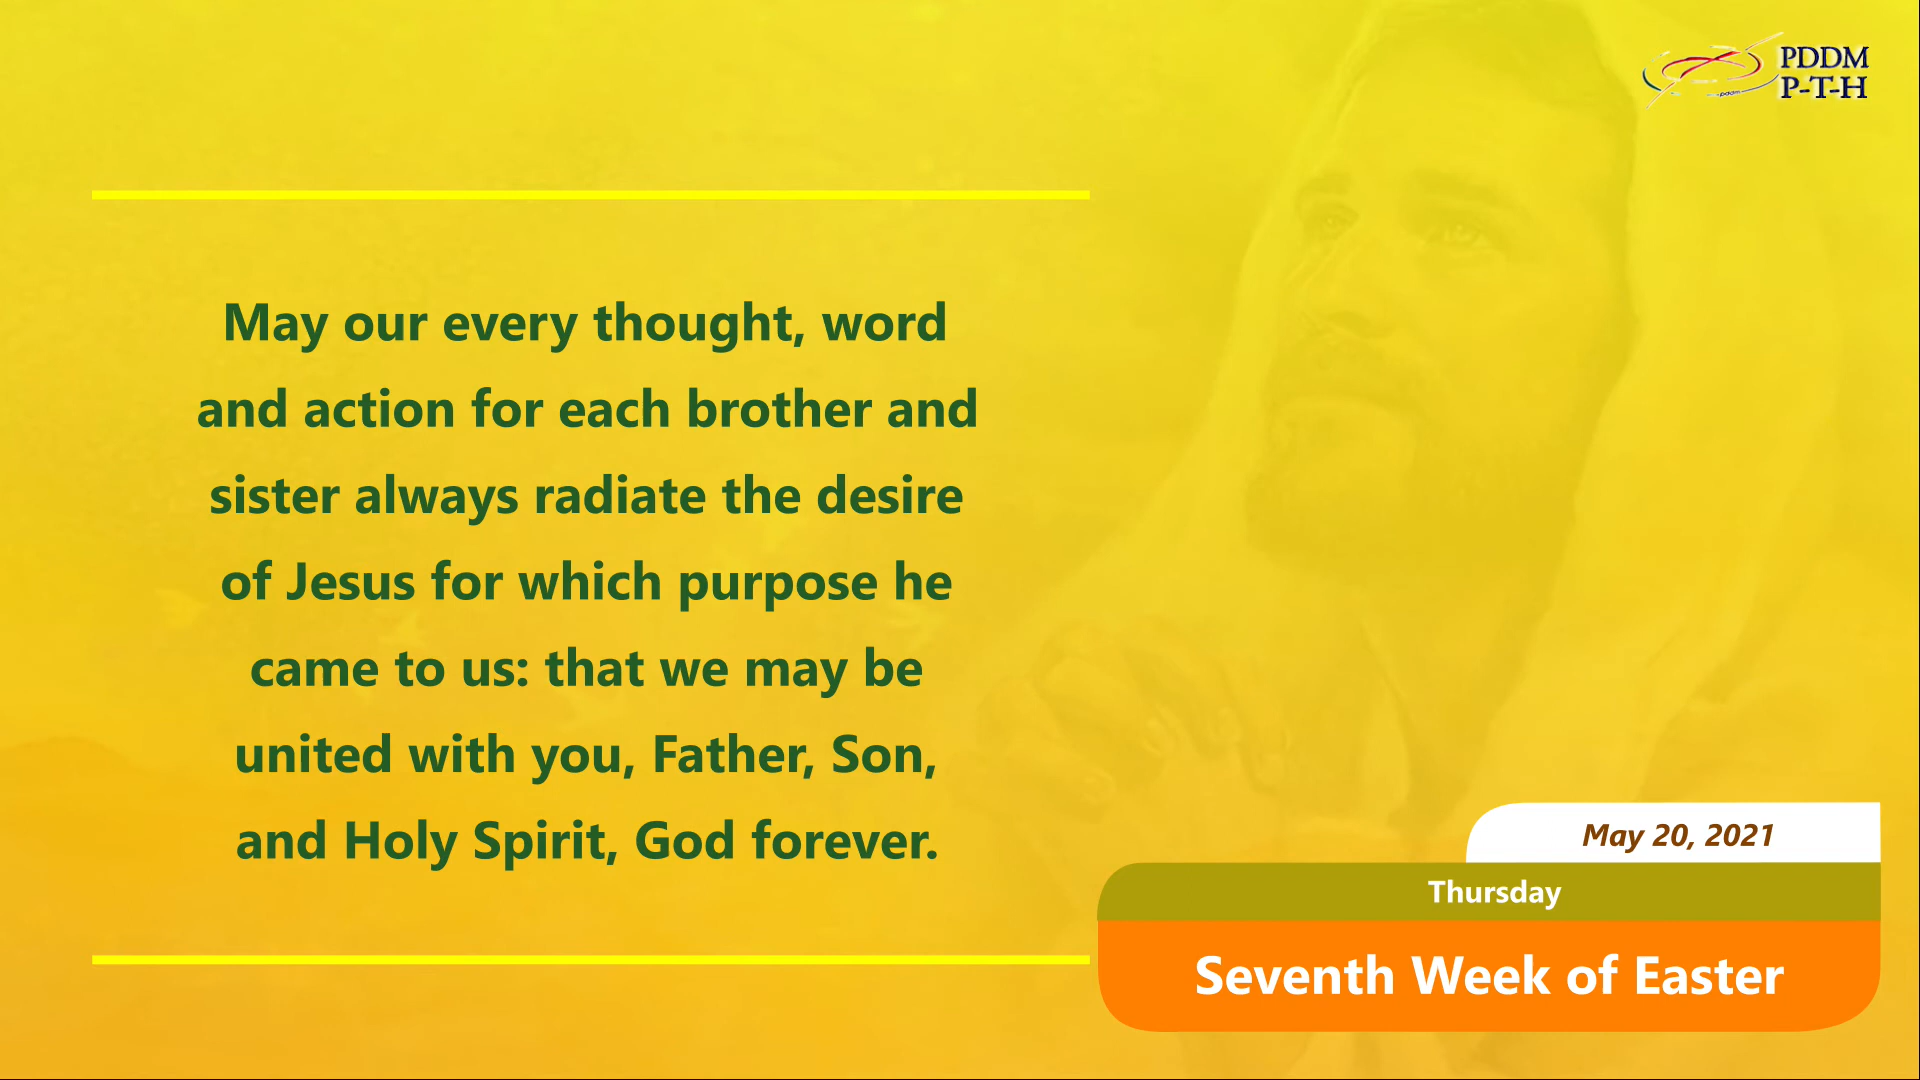 PDDM
P-T-H
pddm
May our every thought, word
and action for each brother and
sister always radiate the desire
of Jesus for which purpose he
came to us: that we may be
united with you, Father, Son,
and Holy Spirit, God forever.
May 20, 2021
Thursday
Seventh Week of Easter